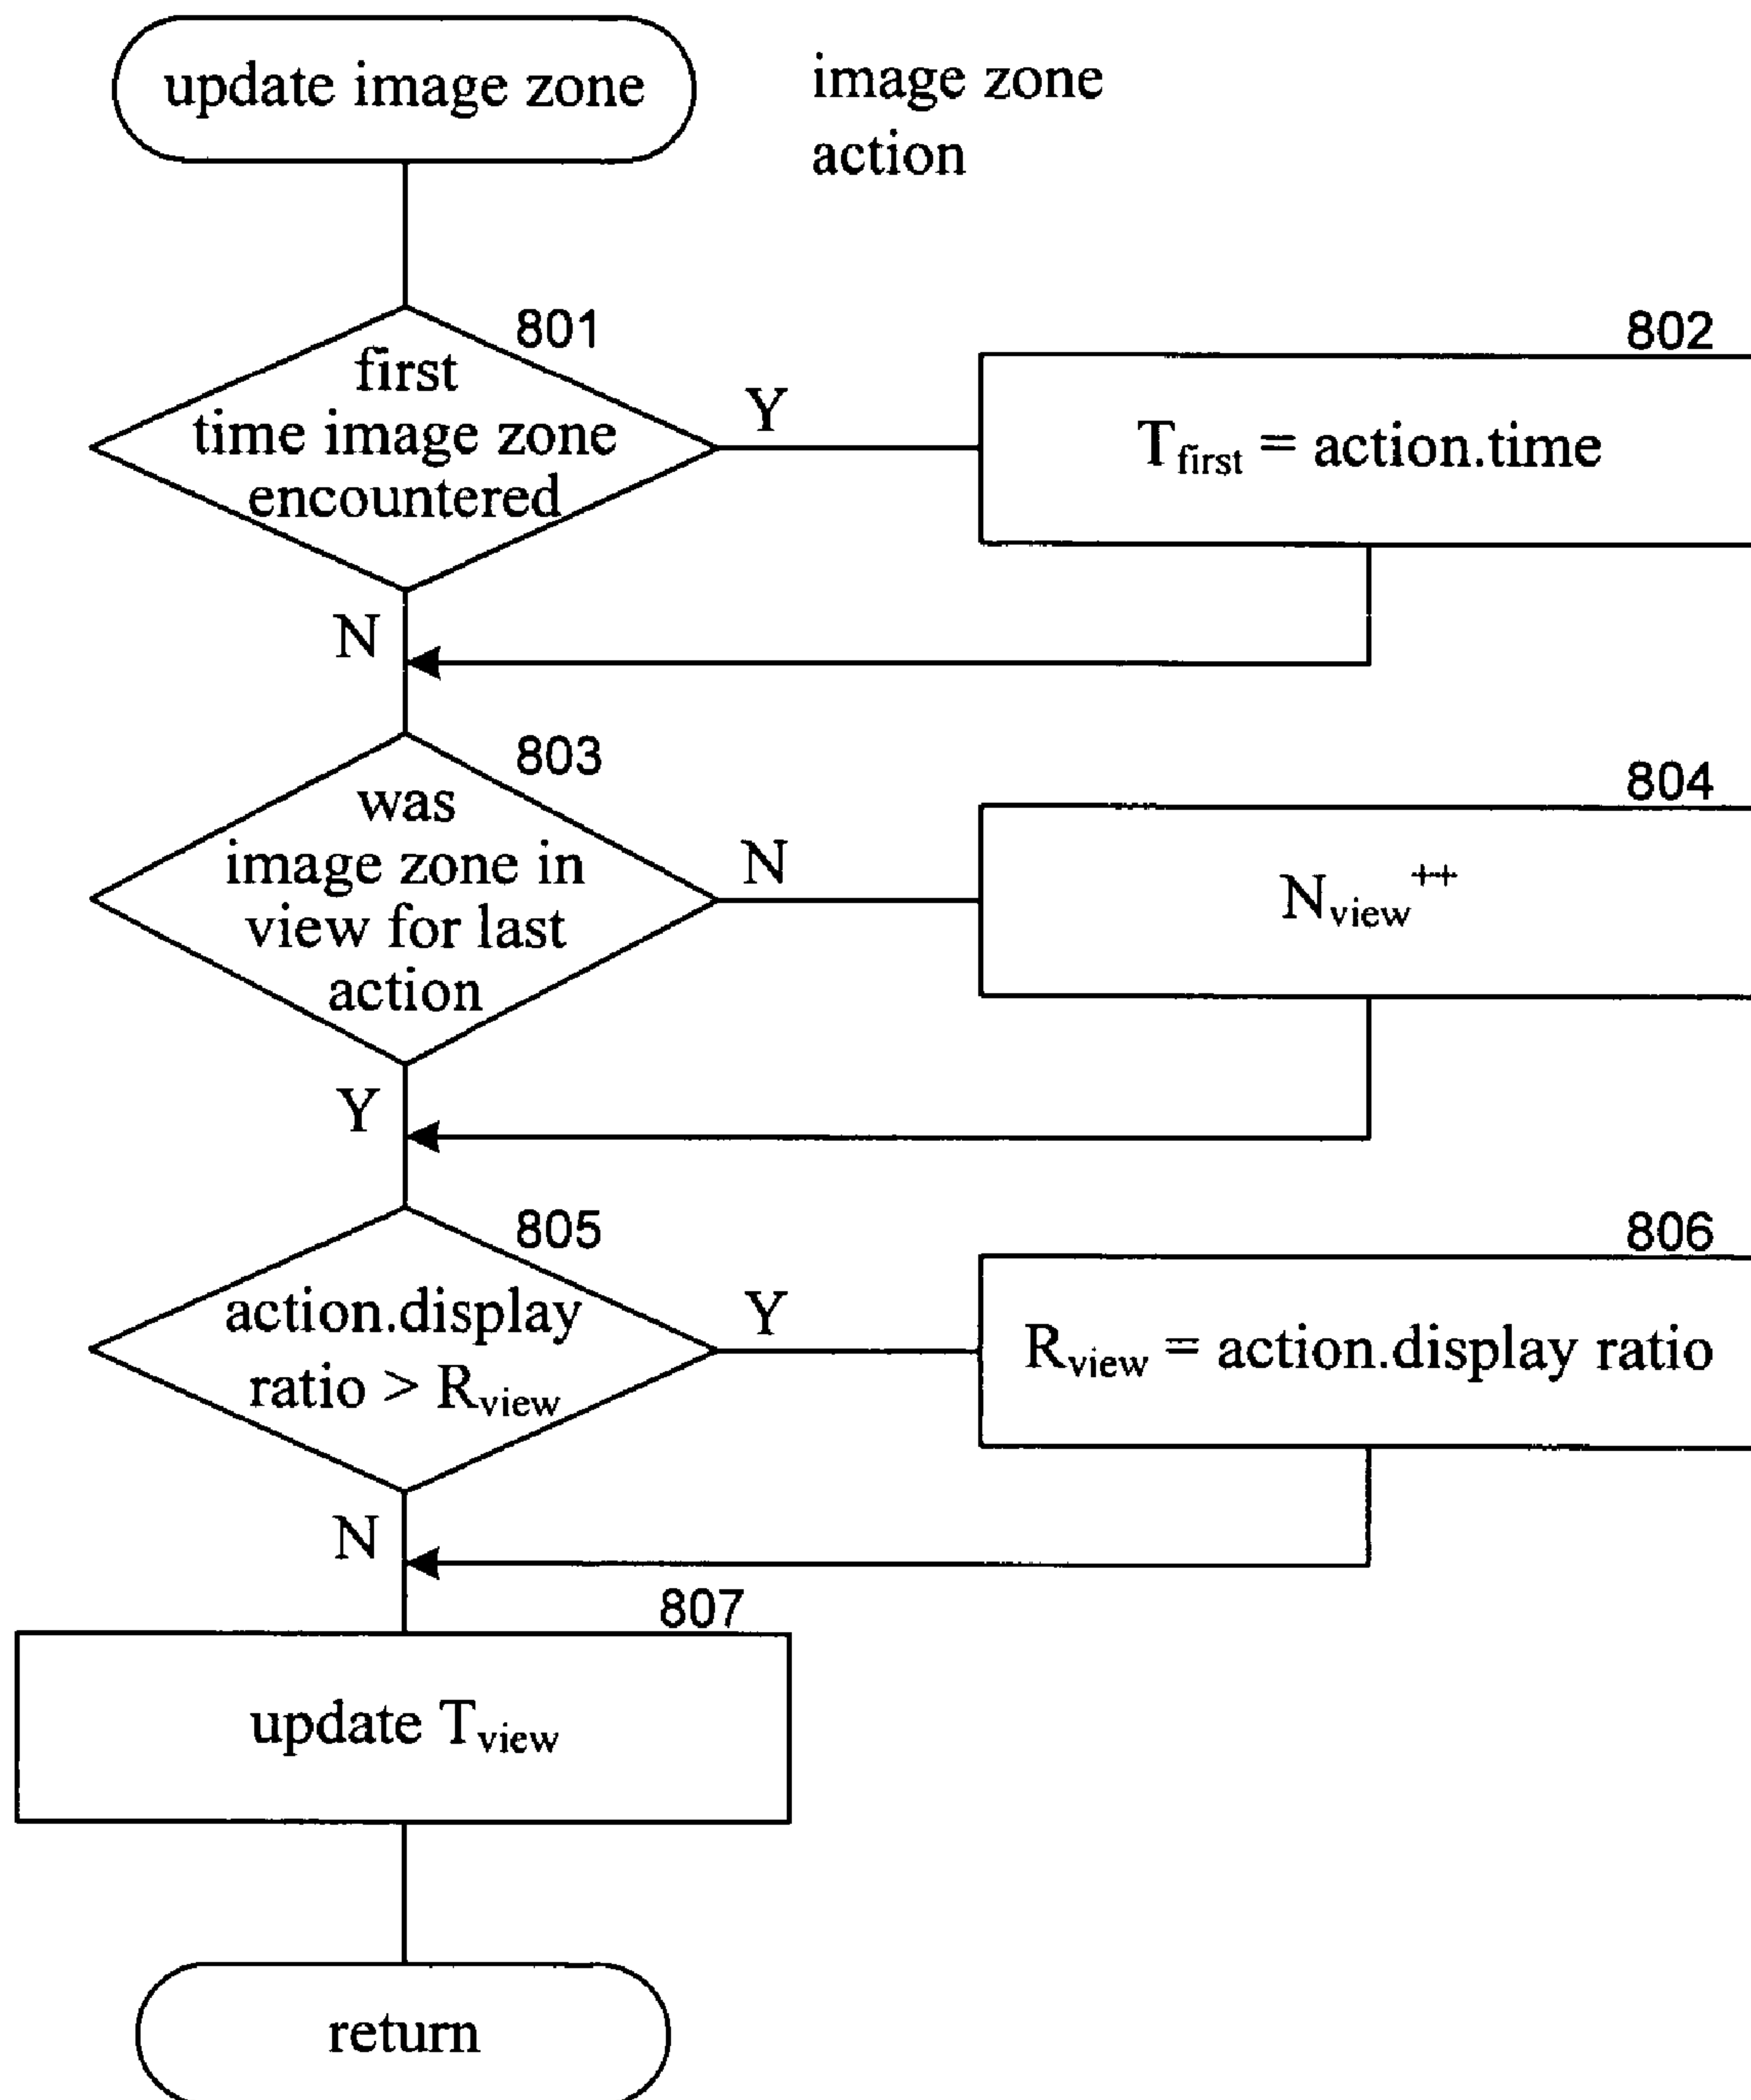 update image zone
image zone
action
801
first
time image zone
encountered
Y
802
T_first = action.time
N
803
was
image zone in
view for last
action
N
804
N_view++
Y
805
action.display
ratio > R_view
Y
806
R_view = action.display ratio
N
807
update T_view
return